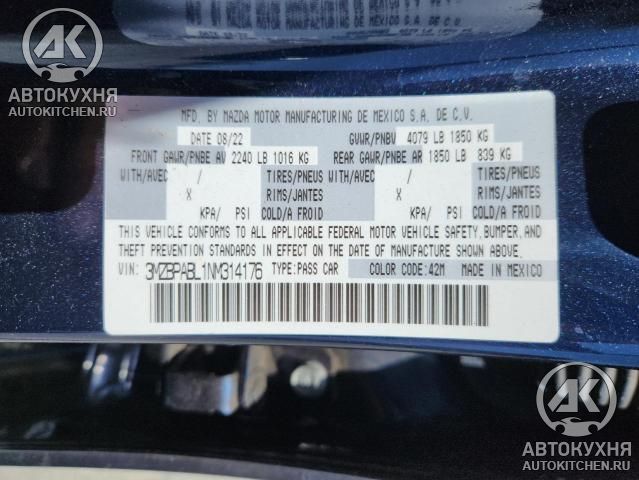 АК
АВТОКУХНЯ
AUTOKITCHEN.RU
MFD. BY MAZDA MOTOR MANUFACTURING DE MEXICO S.A. DE C.V.
DATE 08/22 GVWR/PNBV 4079 LB 1850 KG
FRONT GAWR/PNBE AV 2240 LB 1016 KG REAR GAWR/PNBE AR 1850 LB 839 KG
WITH/AVEC / TIRES/PNEUS WITH/AVEC / TIRES/PNEUS
X RIMS/JANTES X RIMS/JANTES
KPA/ PSI COLD/A FROID KPA/ PSI COLD/A FROID
THIS VEHICLE CONFORMS TO ALL APPLICABLE FEDERAL MOTOR VEHICLE SAFETY, BUMPER, AND
THEFT PREVENTION STANDARDS IN EFFECT ON THE DATE OF MANUFACTURE SHOWN ABOVE.
VIN: 3MZBPABL1NM314176 TYPE:PASS CAR COLOR CODE:42M MADE IN MEXICO
АК
АВТОКУХНЯ
AUTOKITCHEN.RU